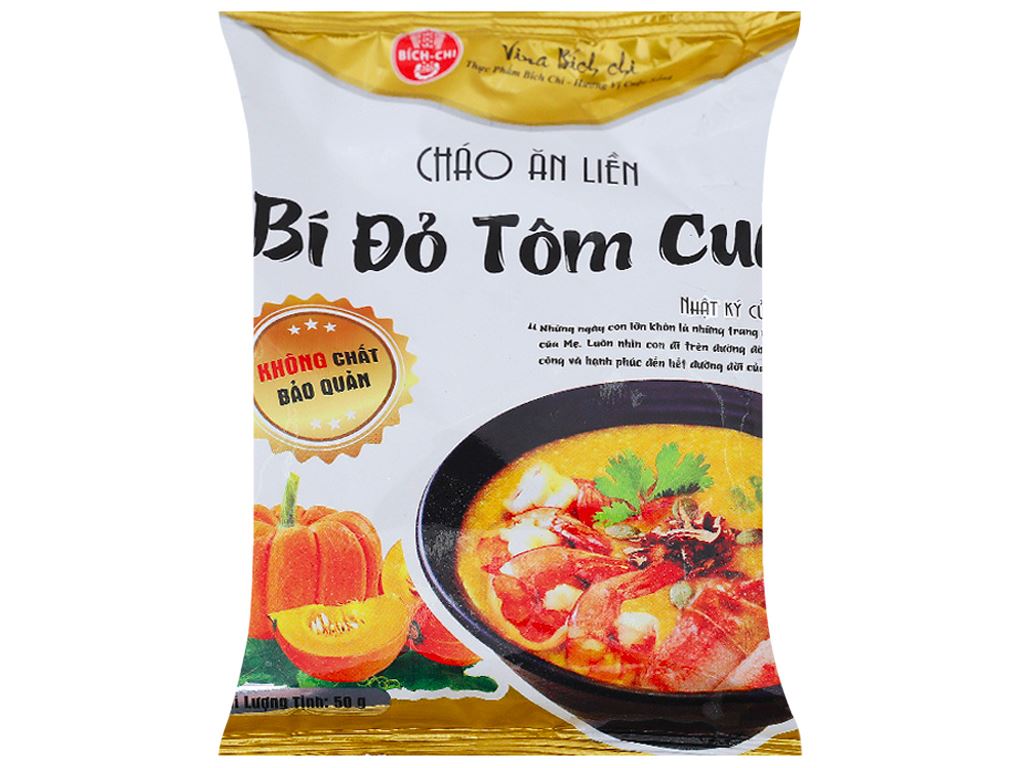 BÍCH-CHI
Vina Bích chi
Thực Phẩm Bích Chi - Hương Vị Cuộc Sống
CHÁO ĂN LIỀN
Bí Đỏ Tôm Cua
NHẬT KÝ CỦ
“ Những ngày con lớn khôn là những trang
của Mẹ. Luôn nhìn con đi trên đường đờ
công và hạnh phúc đến hết đường đời củ
KHÔNG CHẤT
BẢO QUẢN
i Lượng Tịnh: 50 g